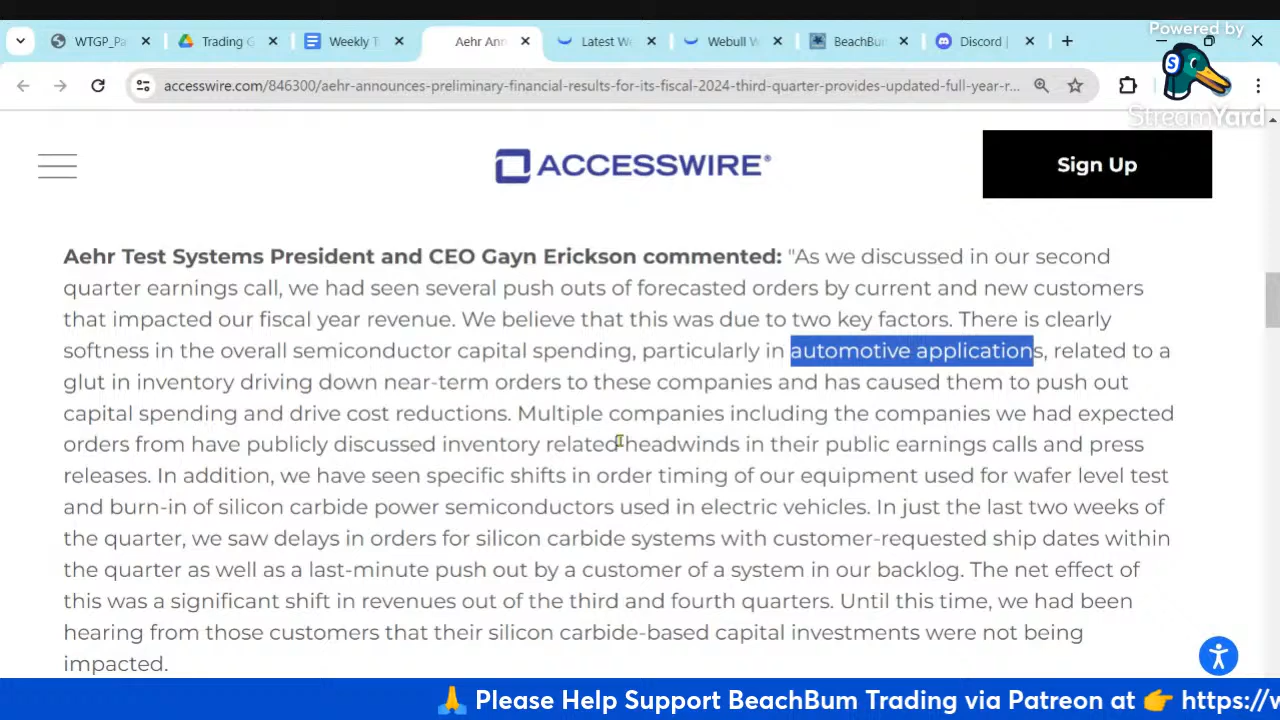 Powered by
StreamYard
WTGP_Pa
Trading G
Weekly T
Aehr Ann
Latest We
Webull W
BeachBum
Discord |
accesswire.com/846300/aehr-announces-preliminary-financial-results-for-its-fiscal-2024-third-quarter-provides-updated-full-year-r...
ACCESSWIRE®
Sign Up
Aehr Test Systems President and CEO Gayn Erickson commented: "As we discussed in our second
quarter earnings call, we had seen several push outs of forecasted orders by current and new customers
that impacted our fiscal year revenue. We believe that this was due to two key factors. There is clearly
softness in the overall semiconductor capital spending, particularly in automotive applications, related to a
glut in inventory driving down near-term orders to these companies and has caused them to push out
capital spending and drive cost reductions. Multiple companies including the companies we had expected
orders from have publicly discussed inventory related headwinds in their public earnings calls and press
releases. In addition, we have seen specific shifts in order timing of our equipment used for wafer level test
and burn-in of silicon carbide power semiconductors used in electric vehicles. In just the last two weeks of
the quarter, we saw delays in orders for silicon carbide systems with customer-requested ship dates within
the quarter as well as a last-minute push out by a customer of a system in our backlog. The net effect of
this was a significant shift in revenues out of the third and fourth quarters. Until this time, we had been
hearing from those customers that their silicon carbide-based capital investments were not being
impacted.
🙏 Please Help Support BeachBum Trading via Patreon at 👉 https://w